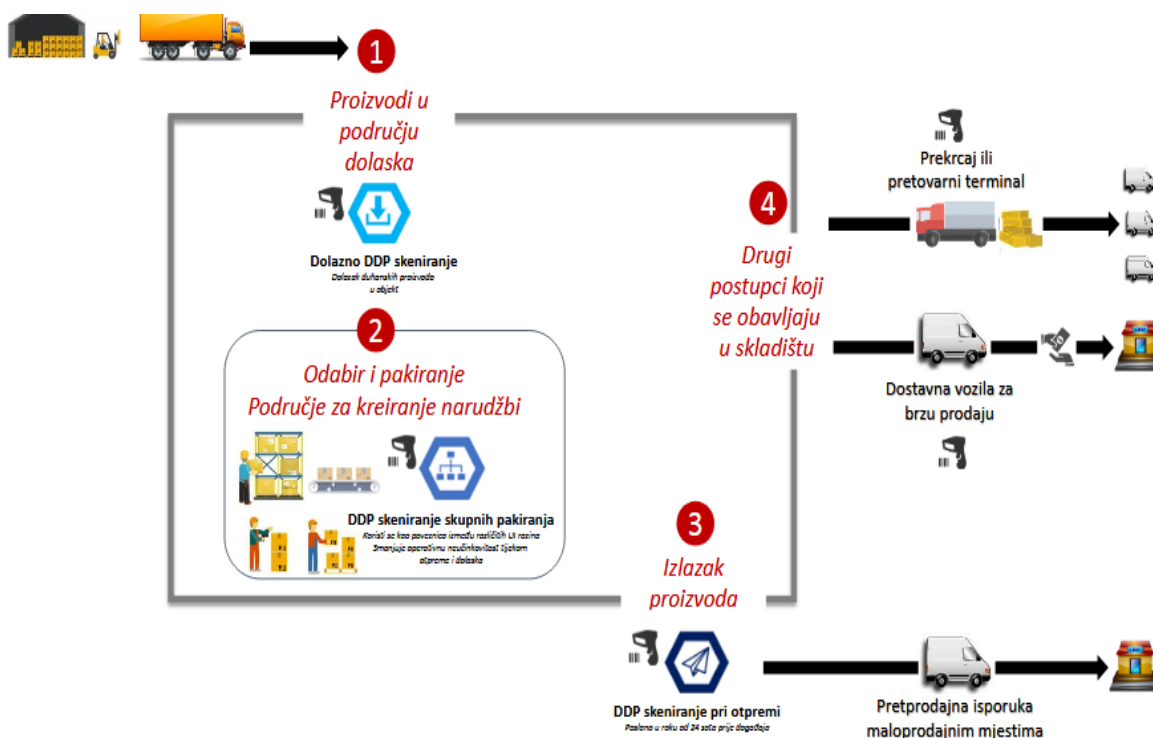 1
Proizvodi u
području
dolaska
Dolazno DDP skeniranje
Dolazak duhanskih proizvoda
u objekt
2
Odabir i pakiranje
Područje za kreiranje narudžbi
DDP skeniranje skupnih pakiranja
Koristi se kao poveznica između različitih UI razina
Smanjuje operativnu neučinkovitost tijekom
otpreme i dolaska
3
Izlazak
proizvoda
DDP skeniranje pri otpremi
Poslano u roku od 24 sata prije događaja
Pretprodajna isporuka
maloprodajnim mjestima
4
Drugi
postupci koji
se obavljaju
u skladištu
Prekrcaj ili
pretovarni terminal
Dostavna vozila za
brzu prodaju